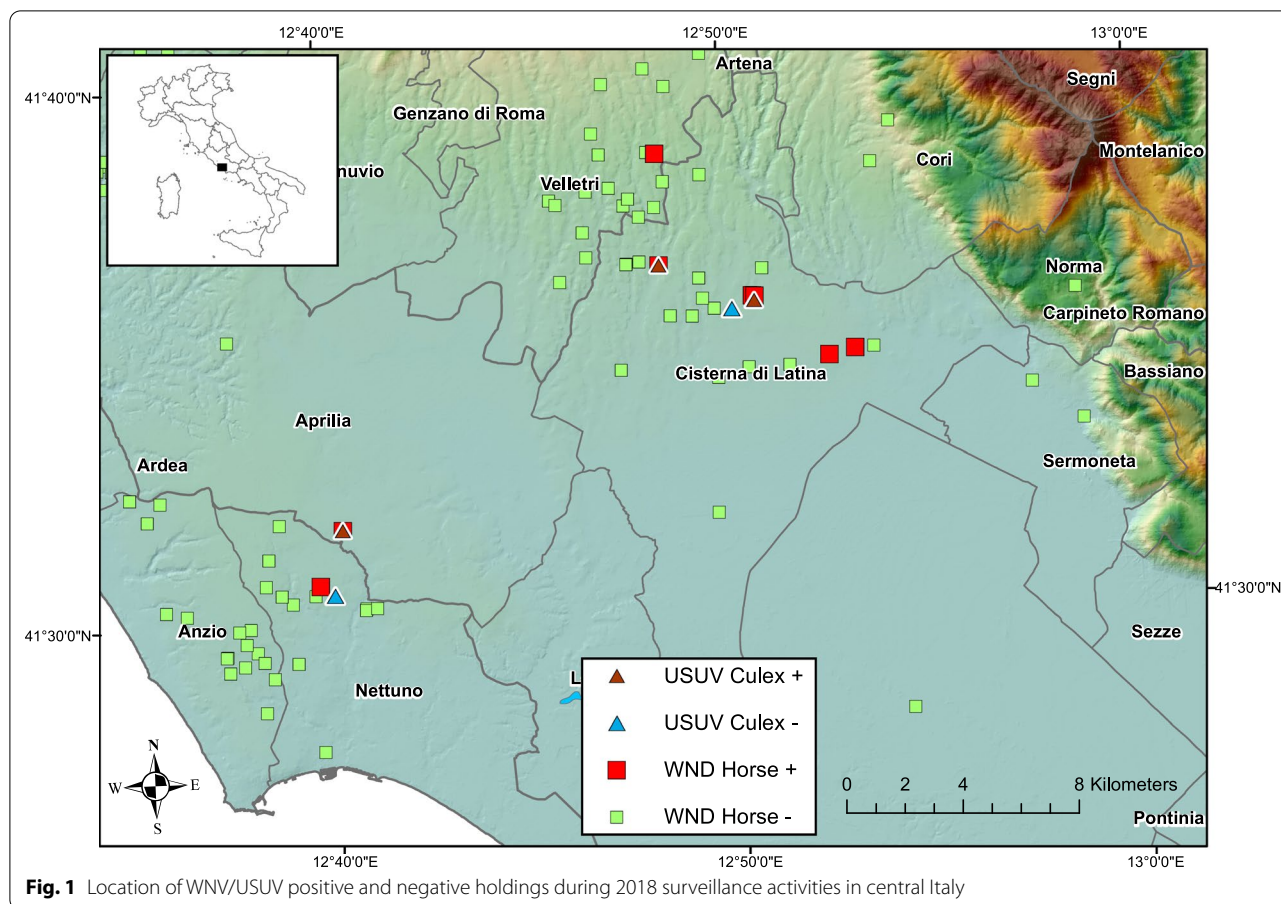 12°40'0"E 12°50'0"E 13°0'0"E
Artena
Segni
41°40'0"N
Genzano di Roma
Montelanico
Cori
nuvio
Velletri
Norma
Carpineto Romano
Bassiano
Cisterna di Latina
Aprilia
Ardea
Sermoneta
41°30'0"N
41°30'0"N
Anzio
Sezze
Nettuno
L
USUV Culex +
USUV Culex -
WND Horse +
WND Horse -
N
W E
S
0 2 4 8 Kilometers
Pontinia
12°40'0"E 12°50'0"E 13°0'0"E
Fig. 1 Location of WNV/USUV positive and negative holdings during 2018 surveillance activities in central Italy